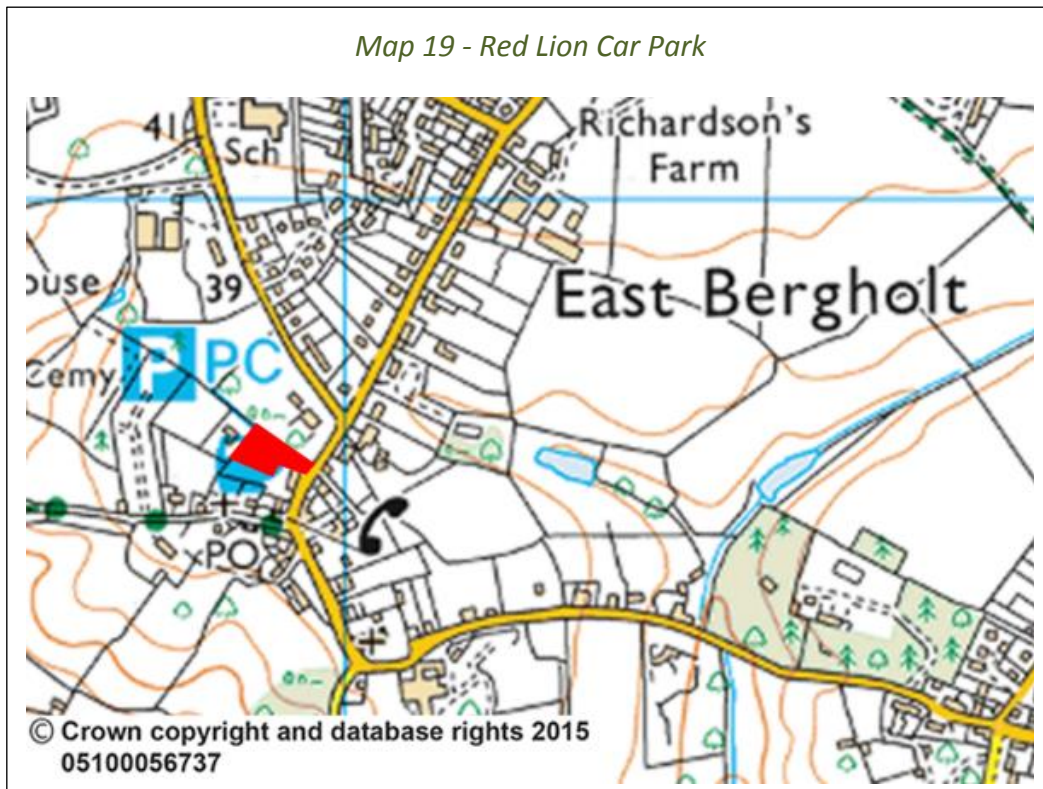 Map 19 - Red Lion Car Park
Richardson's
Farm
41
Sch
East Bergholt
ouse
39
P PC
Cemy
PO
© Crown copyright and database rights 2015
05100056737